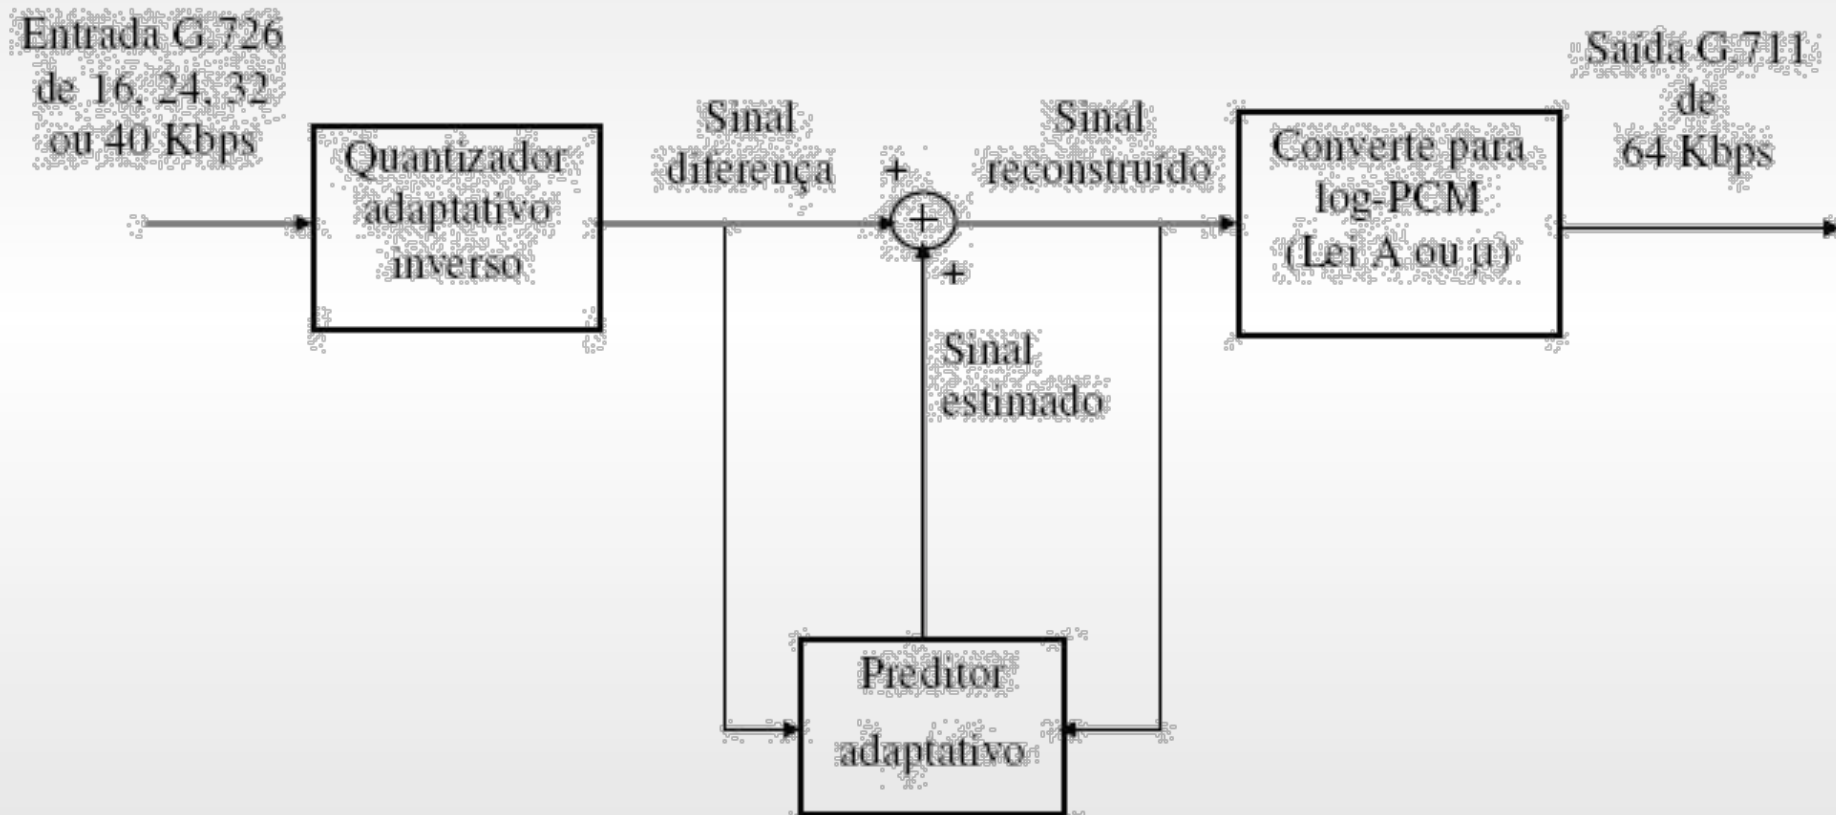 Entrada G.726
de 16, 24, 32
ou 40 Kbps
Quantizador
adaptativo
inverso
Sinal
diferença
+
+
+
Sinal
reconstruído
Converte para
log-PCM
(Lei A ou μ)
Saída G.711
de
64 Kbps
Sinal
estimado
Preditor
adaptativo